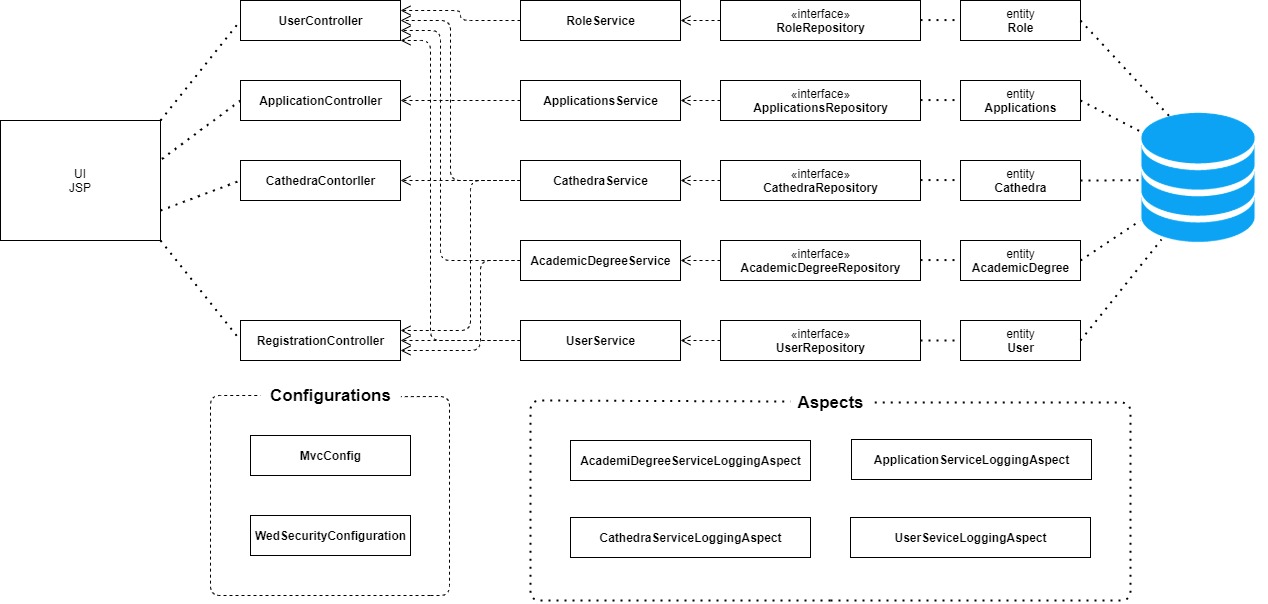 UserController
RoleService
«interface»
RoleRepository
entity
Role
ApplicationController
ApplicationsService
«interface»
ApplicationsRepository
entity
Applications
UI
JSP
CathedraContorller
CathedraService
«interface»
CathedraRepository
entity
Cathedra
AcademicDegreeService
«interface»
AcademicDegreeRepository
entity
AcademicDegree
RegistrationController
UserService
«interface»
UserRepository
entity
User
Configurations
MvcConfig
WedSecurityConfiguration
Aspects
AcademiDegreeServiceLoggingAspect
ApplicationServiceLoggingAspect
CathedraServiceLoggingAspect
UserSeviceLoggingAspect